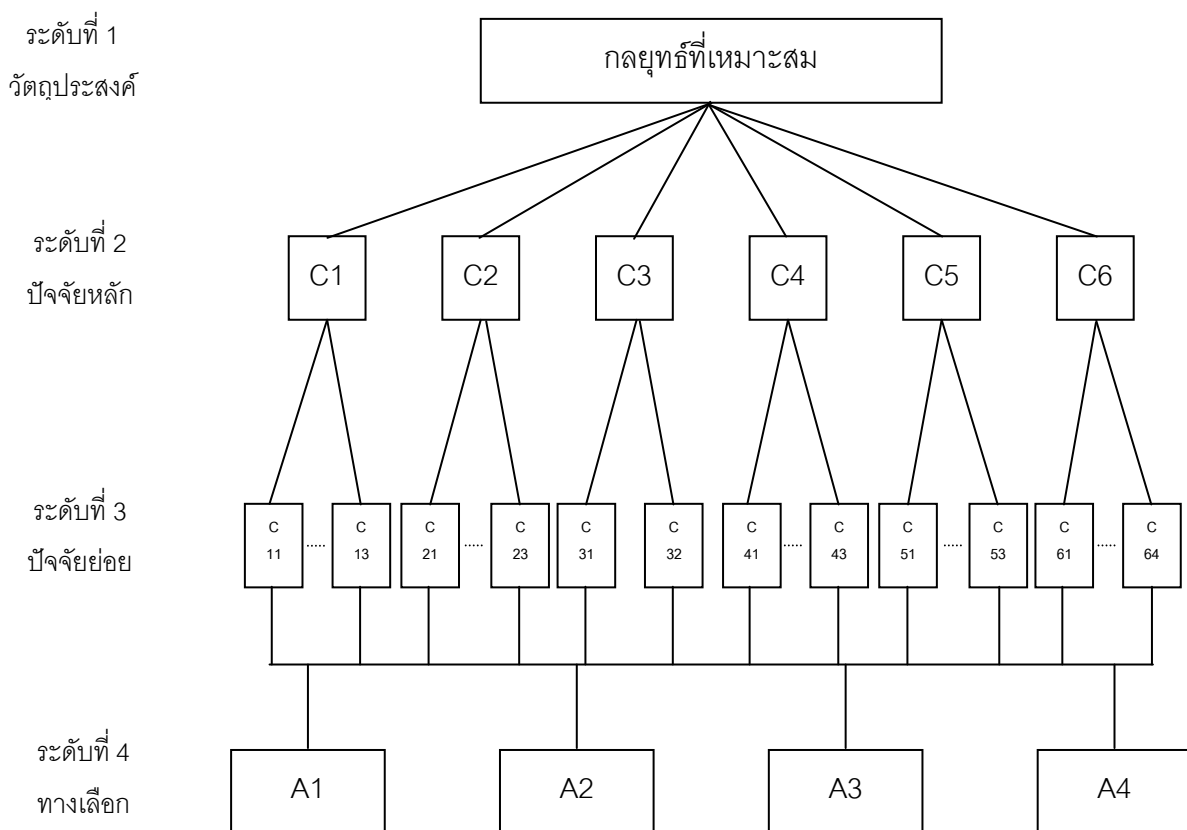 ระดับที่ 1
วัตถุประสงค์
กลยุทธ์ที่เหมาะสม
ระดับที่ 2
ปัจจัยหลัก
C1 C2 C3 C4 C5 C6
ระดับที่ 3
ปัจจัยย่อย
C C C C C C C C C C C C
11 ..... 13 21 ..... 23 31 32 41 ..... 43 51 ..... 53 61 ..... 64
ระดับที่ 4
ทางเลือก
A1 A2 A3 A4